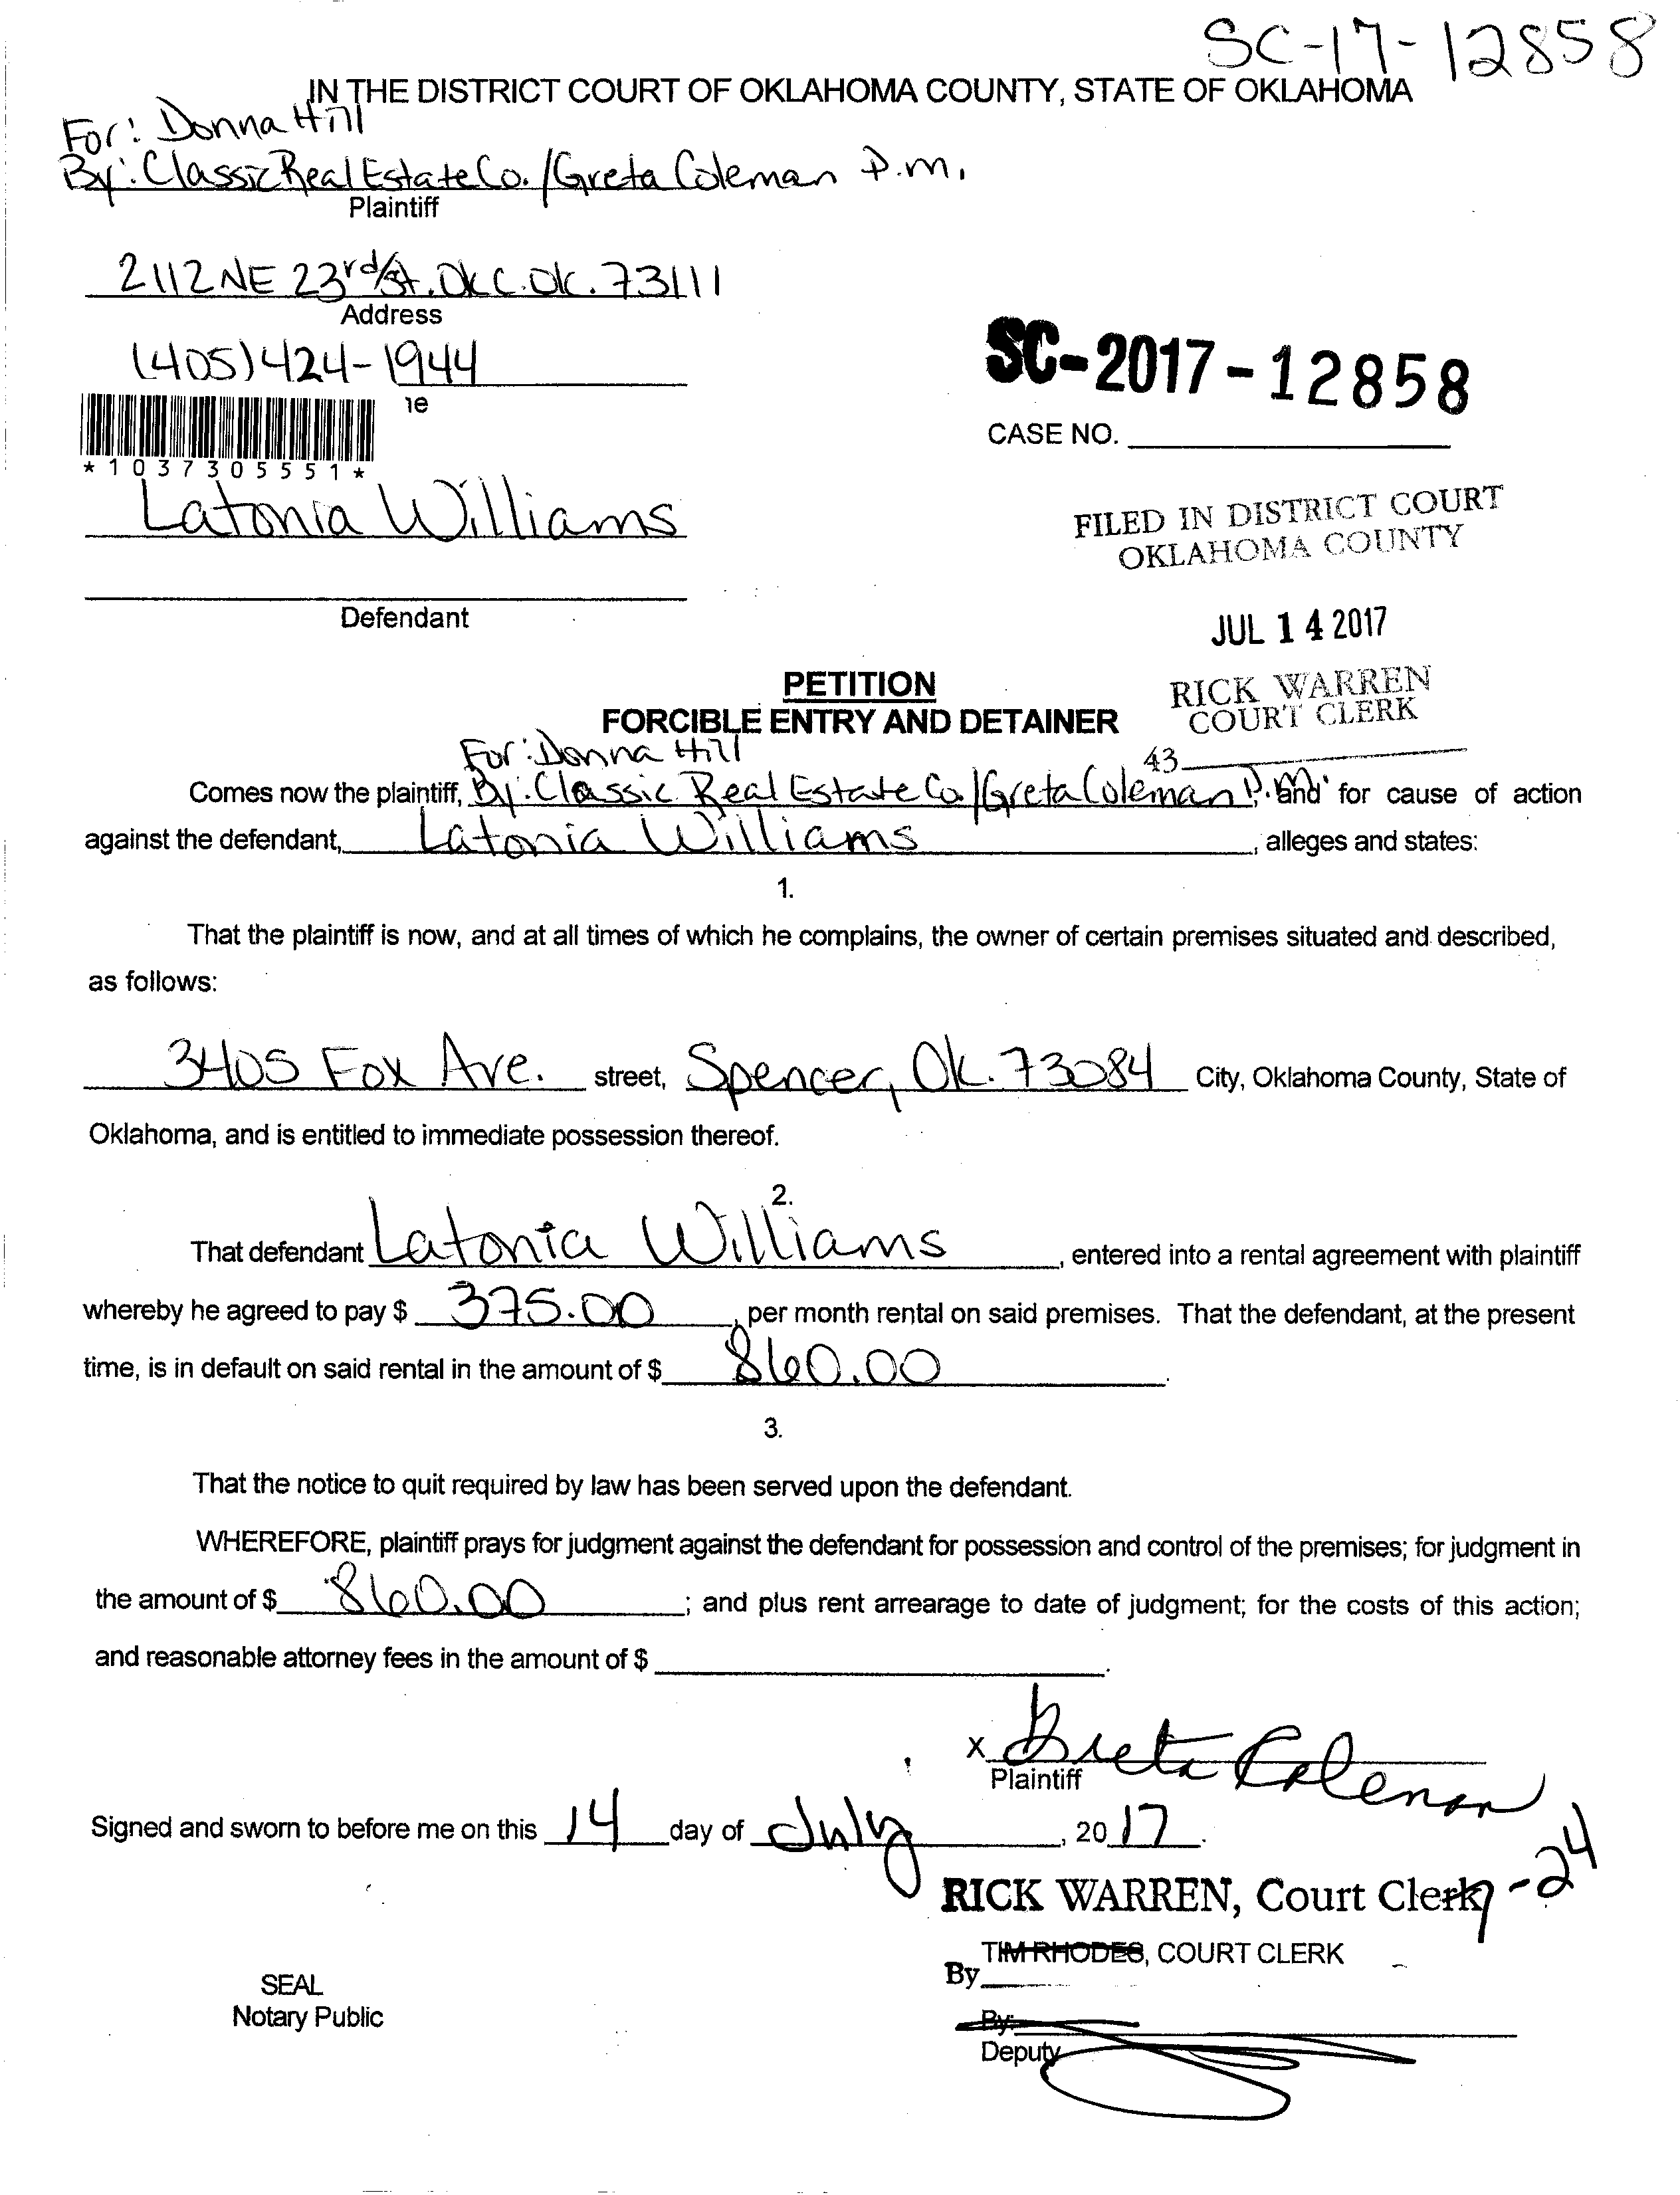 SC-17-12858
IN THE DISTRICT COURT OF OKLAHOMA COUNTY, STATE OF OKLAHOMA
For: Donna Hill
By: Classic Real Estate Co. / Greta Coleman P.M.
Plaintiff
2112 NE 23rd St. OKC. OK. 73111
Address
(405) 424-1944
ne
SC-2017-12858
CASE NO.
*1037305551*
Latonia Williams
FILED IN DISTRICT COURT
OKLAHOMA COUNTY
Defendant
JUL 14 2017
PETITION
RICK WARREN
COURT CLERK
FORCIBLE ENTRY AND DETAINER
43
For: Donna Hill
Comes now the plaintiff, By: Classic Real Estate Co. / Greta Coleman P.M., and for cause of action
against the defendant, Latonia Williams, alleges and states:
1.
That the plaintiff is now, and at all times of which he complains, the owner of certain premises situated and described,
as follows:
3405 Fox Ave. street, Spencer, Ok. 73084 City, Oklahoma County, State of
Oklahoma, and is entitled to immediate possession thereof.
2.
That defendant Latonia Williams, entered into a rental agreement with plaintiff
whereby he agreed to pay $ 375.00, per month rental on said premises. That the defendant, at the present
time, is in default on said rental in the amount of $ 860.00.
3.
That the notice to quit required by law has been served upon the defendant.
WHEREFORE, plaintiff prays for judgment against the defendant for possession and control of the premises; for judgment in
the amount of $ 860.00; and plus rent arrearage to date of judgment; for the costs of this action;
and reasonable attorney fees in the amount of $ .
X Greta Coleman
Plaintiff
Signed and sworn to before me on this 14 day of July, 2017.
7-24
RICK WARREN, Court Clerk
TIM RHODES, COURT CLERK
By
SEAL
Notary Public
By:
Deputy